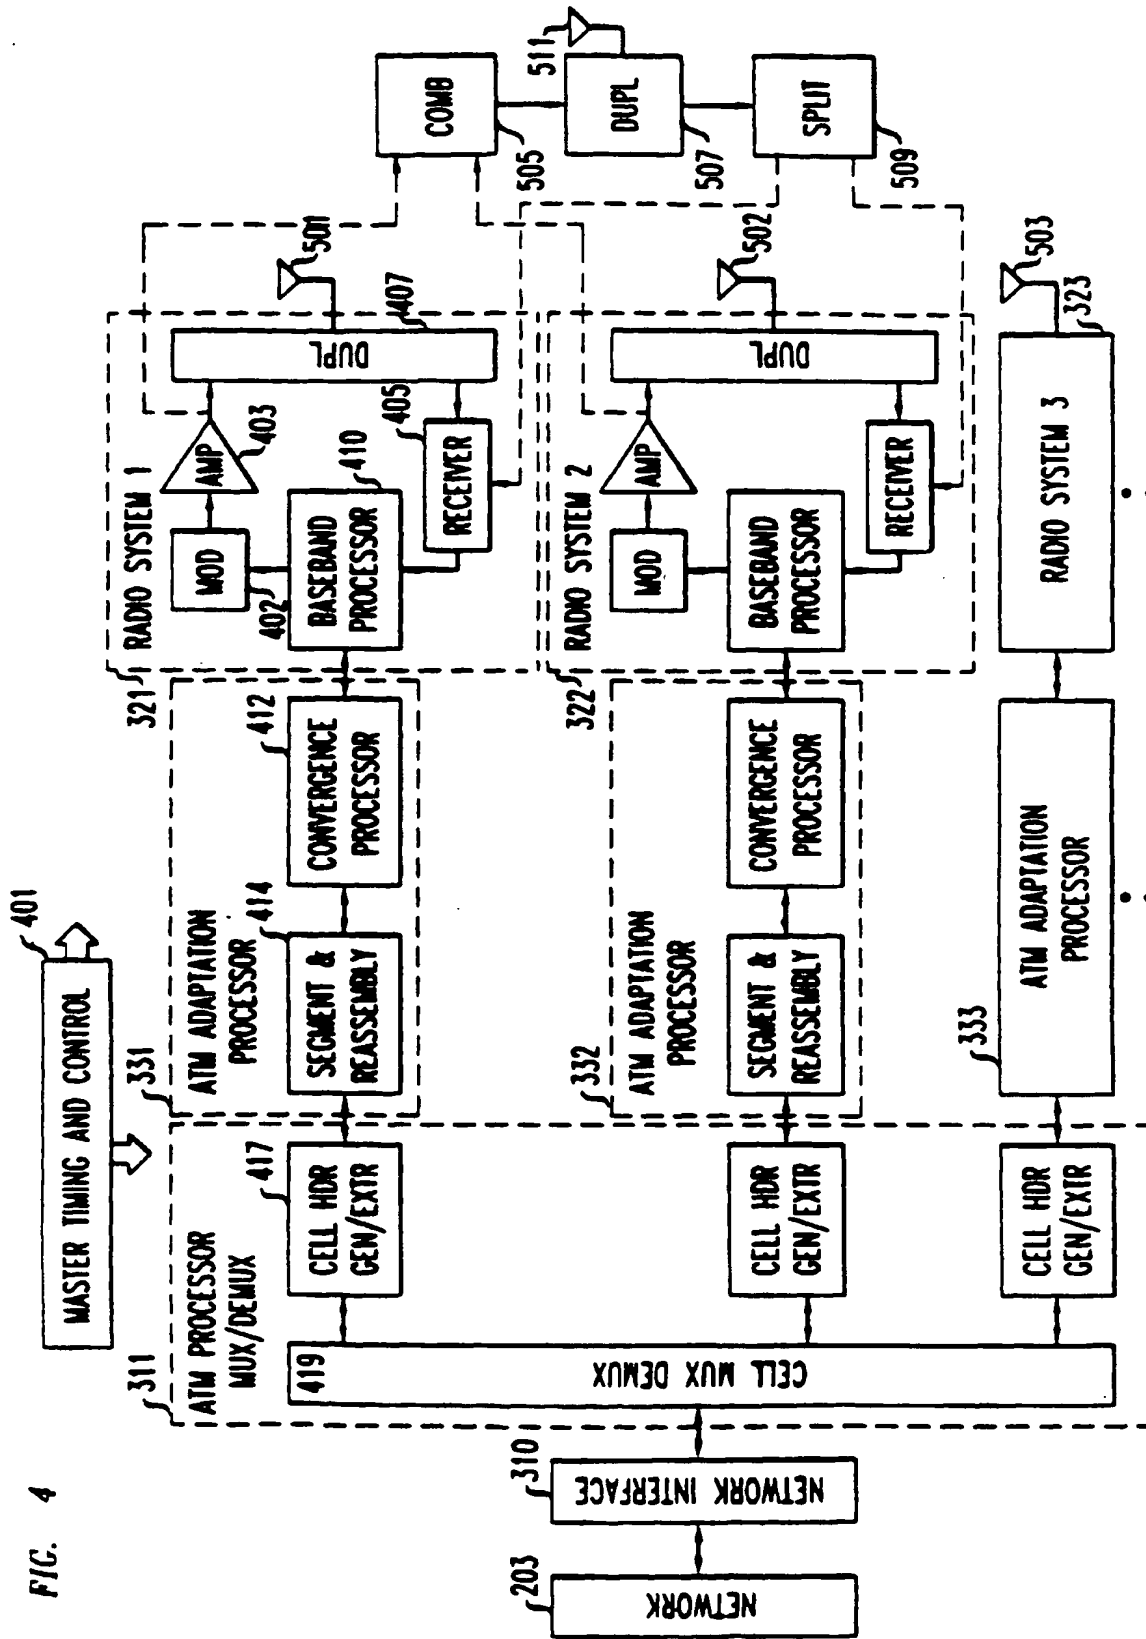 FIG. 4
MASTER TIMING AND CONTROL
401
311
ATM PROCESSOR
MUX/DEMUX
331
ATM ADAPTATION
PROCESSOR
321
RADIO SYSTEM 1
203
NETWORK
310
NETWORK INTERFACE
419
CELL MUX DEMUX
417
CELL HDR
GEN/EXTR
414
SEGMENT &
REASSEMBLY
412
CONVERGENCE
PROCESSOR
402
MOD
AMP
403
BASEBAND
PROCESSOR
410
RECEIVER
405
DUPL
407
501
COMB
505
511
DUPL
507
SPLIT
509
332
ATM ADAPTATION
PROCESSOR
322
RADIO SYSTEM 2
CELL HDR
GEN/EXTR
SEGMENT &
REASSEMBLY
CONVERGENCE
PROCESSOR
MOD
AMP
BASEBAND
PROCESSOR
RECEIVER
DUPL
502
CELL HDR
GEN/EXTR
333
ATM ADAPTATION
PROCESSOR
RADIO SYSTEM 3
323
503